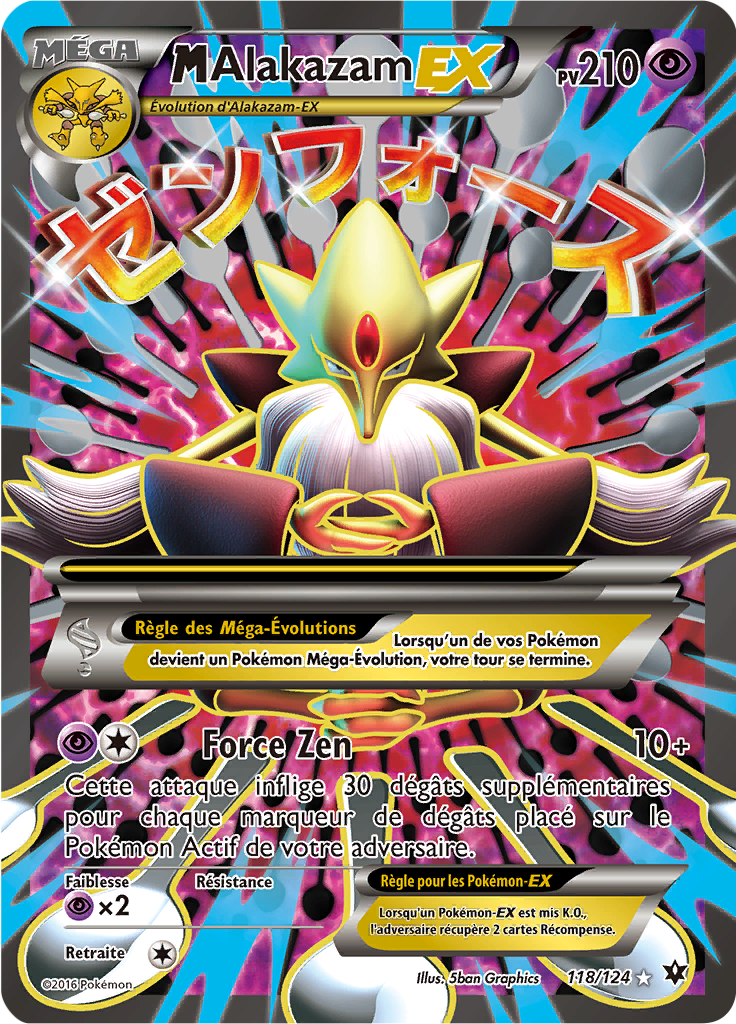 MÉGA
MAlakazamEX
PV210
Évolution d'Alakazam-EX
ゼンフォース
Règle des Méga-Évolutions
Lorsqu'un de vos Pokémon
devient un Pokémon Méga-Évolution, votre tour se termine.
Force Zen 10+
Cette attaque inflige 30 dégâts supplémentaires
pour chaque marqueur de dégâts placé sur le
Pokémon Actif de votre adversaire.
Faiblesse Résistance
×2
Retraite
Règle pour les Pokémon-EX
Lorsqu'un Pokémon-EX est mis K.O.,
l'adversaire récupère 2 cartes Récompense.
©2016 Pokémon
Illus. 5ban Graphics
118/124